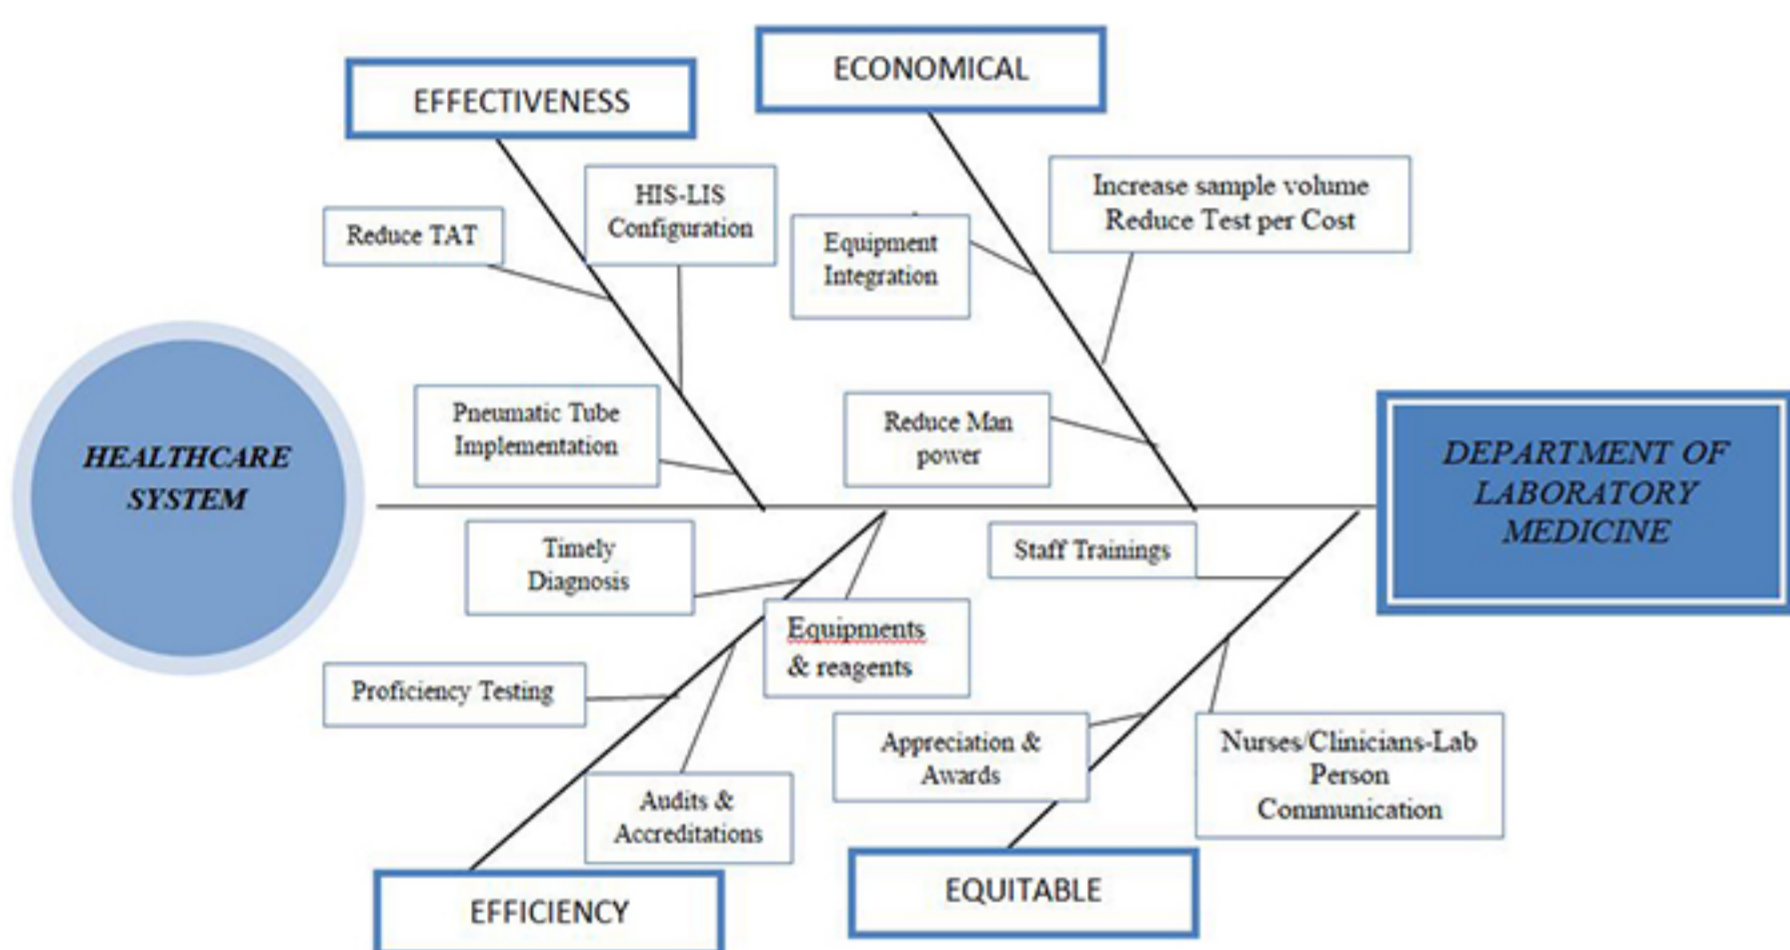 ECONOMICAL
EFFECTIVENESS
HIS-LIS
Configuration
Reduce TAT
Increase sample volume
Reduce Test per Cost
Equipment
Integration
Pneumatic Tube
Implementation
Reduce Man
power
HEALTHCARE
SYSTEM
DEPARTMENT OF
LABORATORY
MEDICINE
Timely
Diagnosis
Staff Trainings
Equipments
& reagents
Proficiency Testing
Appreciation &
Awards
Nurses/Clinicians-Lab
Person
Communication
Audits &
Accreditations
EFFICIENCY
EQUITABLE